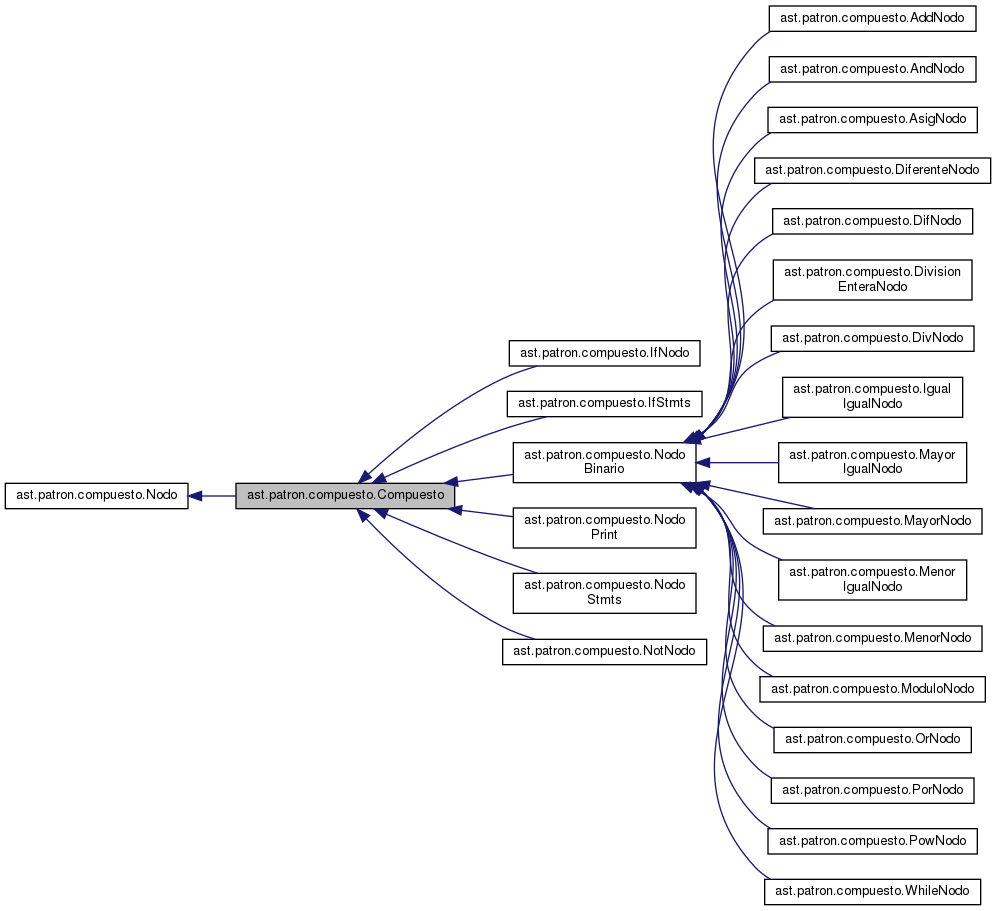 ast.patron.compuesto.Nodo
ast.patron.compuesto.Compuesto
ast.patron.compuesto.IfNodo
ast.patron.compuesto.IfStmts
ast.patron.compuesto.Nodo
Binario
ast.patron.compuesto.Nodo
Print
ast.patron.compuesto.Nodo
Stmts
ast.patron.compuesto.NotNodo
ast.patron.compuesto.AddNodo
ast.patron.compuesto.AndNodo
ast.patron.compuesto.AsigNodo
ast.patron.compuesto.DiferenteNodo
ast.patron.compuesto.DifNodo
ast.patron.compuesto.Division
EnteraNodo
ast.patron.compuesto.DivNodo
ast.patron.compuesto.Igual
IgualNodo
ast.patron.compuesto.Mayor
IgualNodo
ast.patron.compuesto.MayorNodo
ast.patron.compuesto.Menor
IgualNodo
ast.patron.compuesto.MenorNodo
ast.patron.compuesto.ModuloNodo
ast.patron.compuesto.OrNodo
ast.patron.compuesto.PorNodo
ast.patron.compuesto.PowNodo
ast.patron.compuesto.WhileNodo